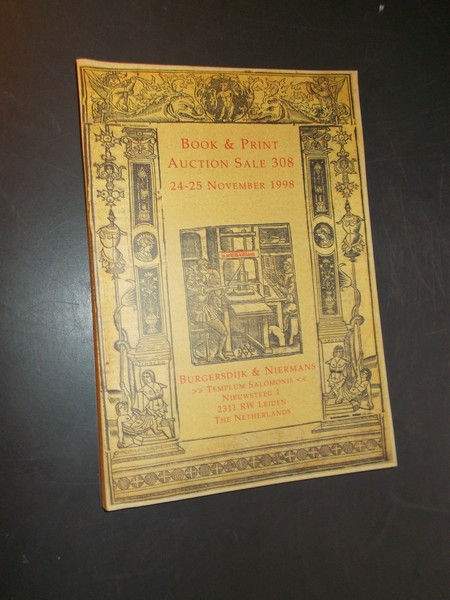 BOOK & PRINT
AUCTION SALE 308
24-25 NOVEMBER 1998
BURGERSDIJK & NIERMANS
>> TEMPLUM SALOMONIS <<
NIEUWSTEEG 1
2311 RW LEIDEN
THE NETHERLANDS